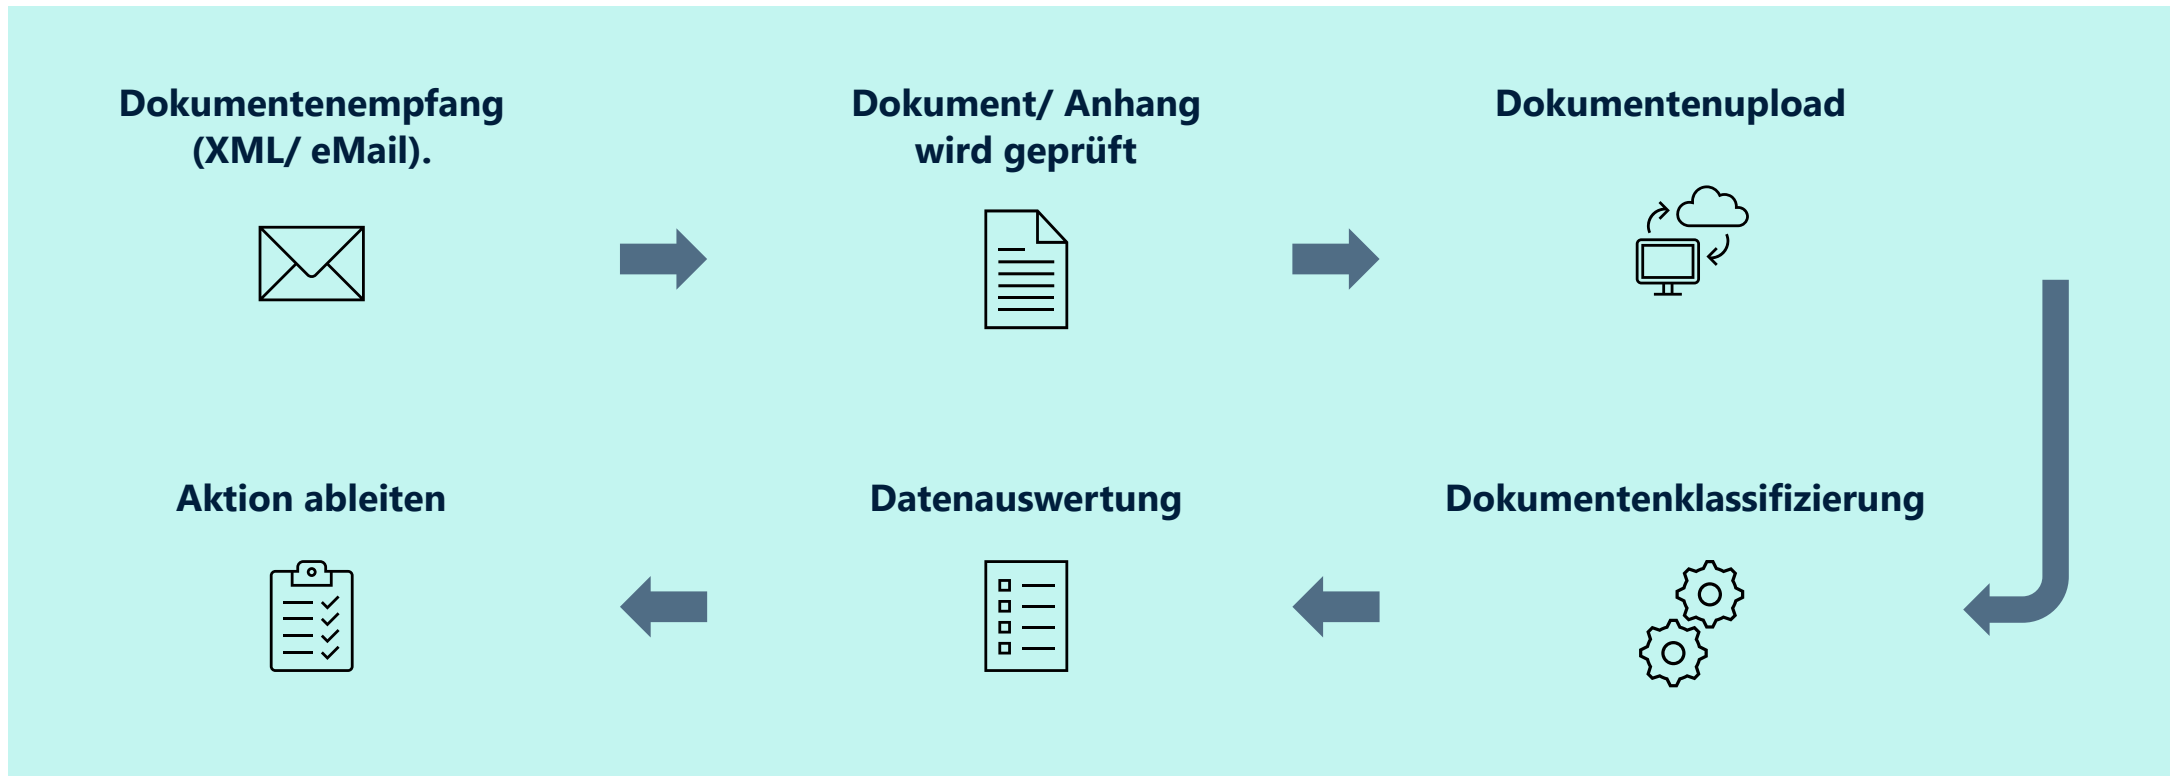 Dokumentenempfang
(XML/ eMail).
Dokument/ Anhang
wird geprüft
Dokumentenupload
Dokumentenklassifizierung
Datenauswertung
Aktion ableiten